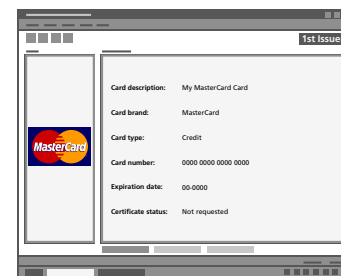 1st Issue
MasterCard
Card description: My MasterCard Card
Card brand: MasterCard
Card type: Credit
Card number: 0000 0000 0000 0000
Expiration date: 00-0000
Certificate status: Not requested